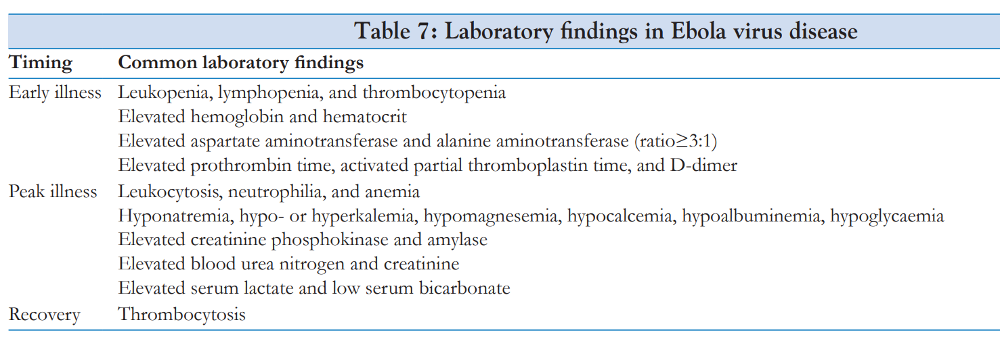 Table 7: Laboratory findings in Ebola virus disease
Timing Common laboratory findings
Early illness Leukopenia, lymphopenia, and thrombocytopenia
Elevated hemoglobin and hematocrit
Elevated aspartate aminotransferase and alanine aminotransferase (ratio≥3:1)
Elevated prothrombin time, activated partial thromboplastin time, and D-dimer
Peak illness Leukocytosis, neutrophilia, and anemia
Hyponatremia, hypo- or hyperkalemia, hypomagnesemia, hypocalcemia, hypoalbuminemia, hypoglycaemia
Elevated creatinine phosphokinase and amylase
Elevated blood urea nitrogen and creatinine
Elevated serum lactate and low serum bicarbonate
Recovery Thrombocytosis